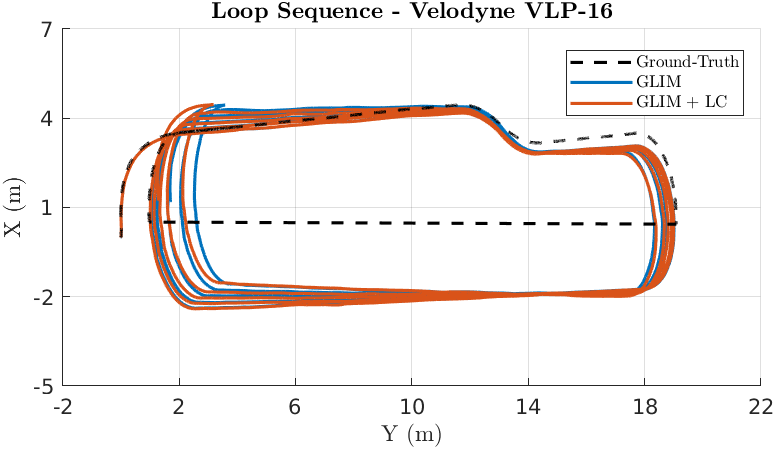 Loop Sequence - Velodyne VLP-16
Ground-Truth
GLIM
GLIM + LC
7
4
1
-2
-5
X (m)
-2
2
6
10
14
18
22
Y (m)